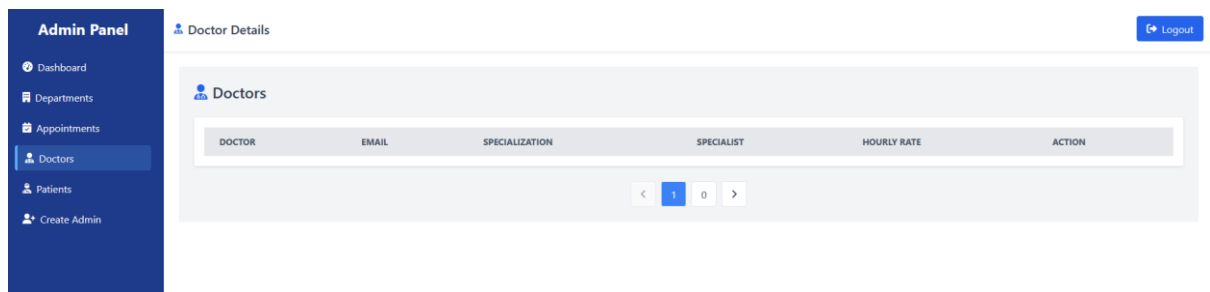 Admin Panel
Dashboard
Departments
Appointments
Doctors
Patients
Create Admin
Doctor Details
Logout
Doctors
DOCTOR EMAIL SPECIALIZATION SPECIALIST HOURLY RATE ACTION
< 1 0 >